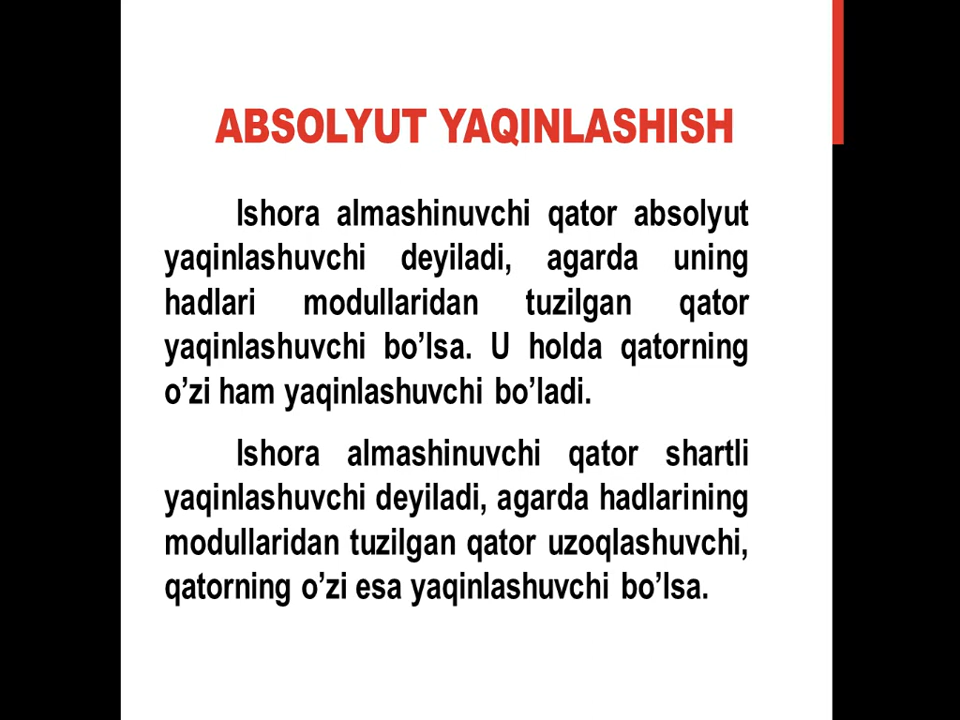 ABSOLYUT YAQINLASHISH
Ishora almashinuvchi qator absolyut
yaqinlashuvchi deyiladi, agarda uning
hadlari modullaridan tuzilgan qator
yaqinlashuvchi bo’lsa. U holda qatorning
o’zi ham yaqinlashuvchi bo’ladi.
Ishora almashinuvchi qator shartli
yaqinlashuvchi deyiladi, agarda hadlarining
modullaridan tuzilgan qator uzoqlashuvchi,
qatorning o’zi esa yaqinlashuvchi bo’lsa.